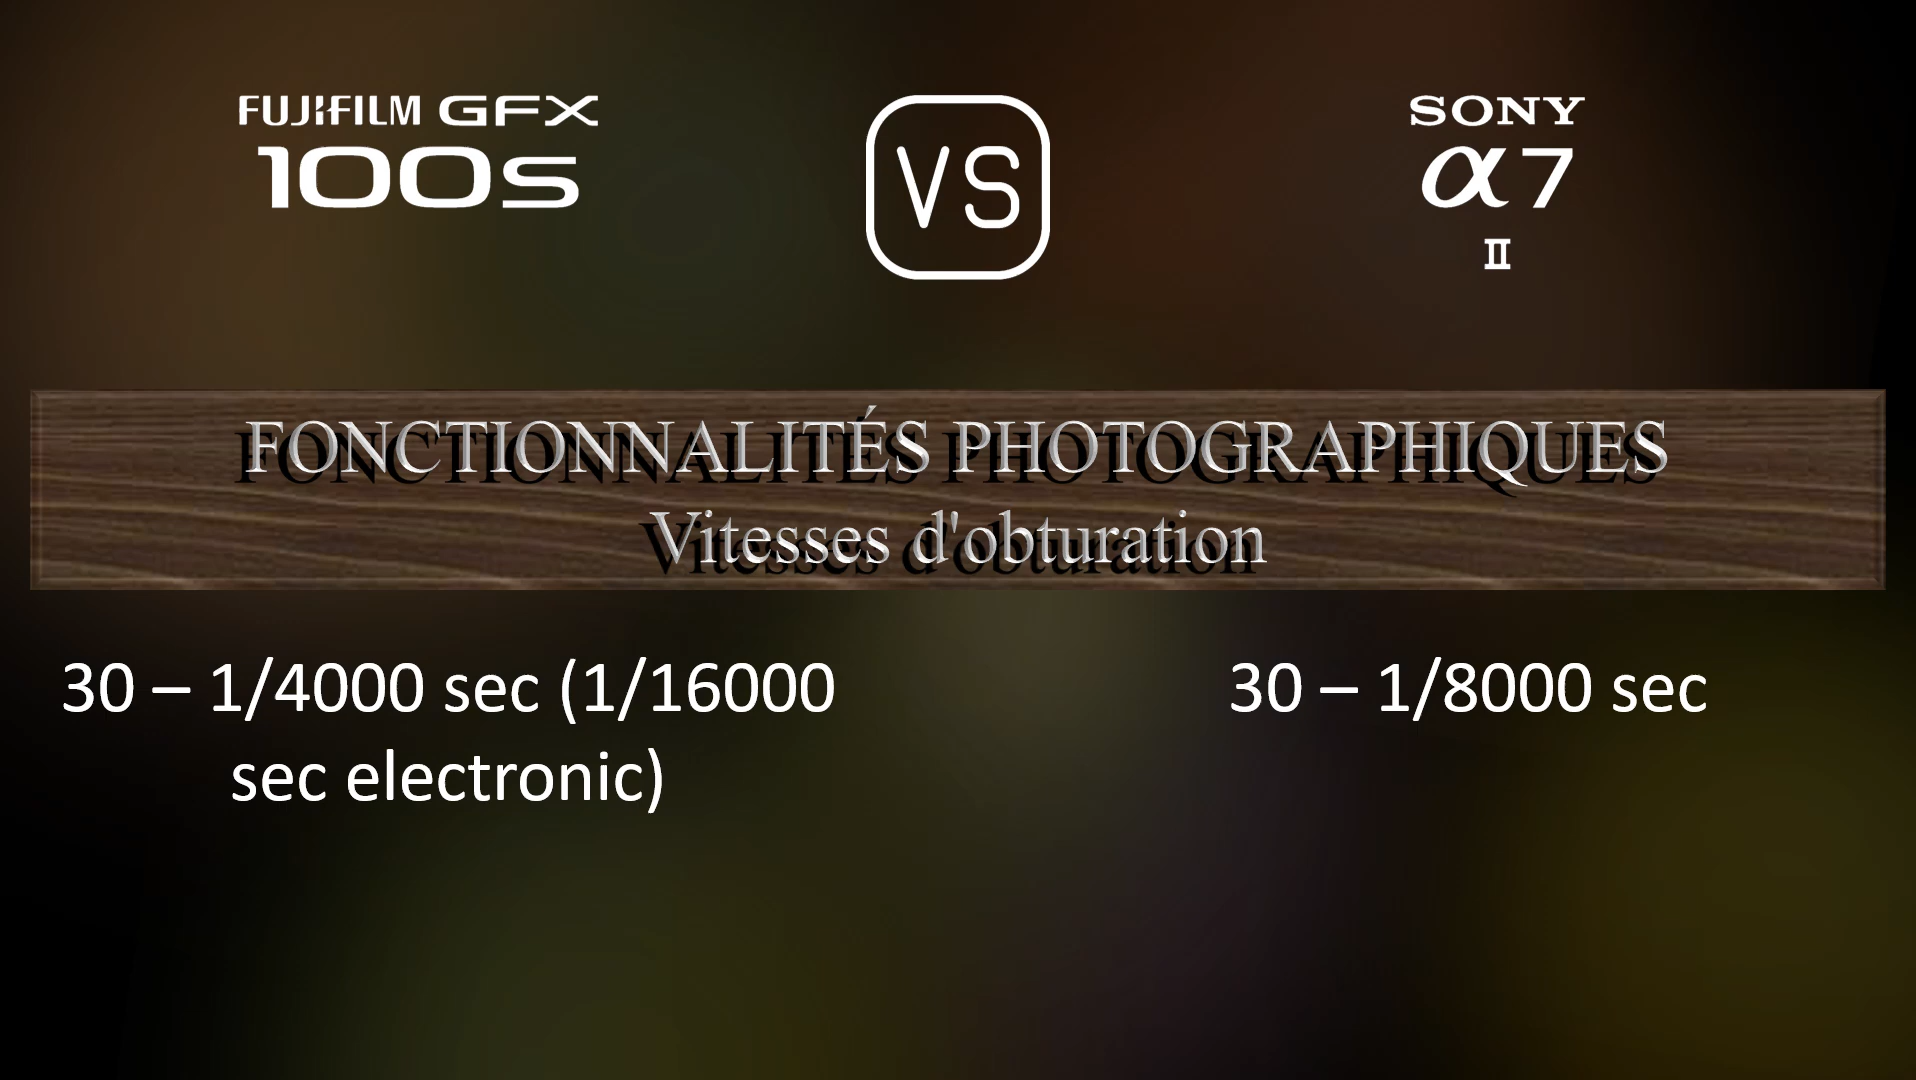 FUJIFILM GFX
100S
VS
SONY
α7
II
FONCTIONNALITÉS PHOTOGRAPHIQUES
Vitesses d'obturation
30 – 1/4000 sec (1/16000
sec electronic)
30 – 1/8000 sec